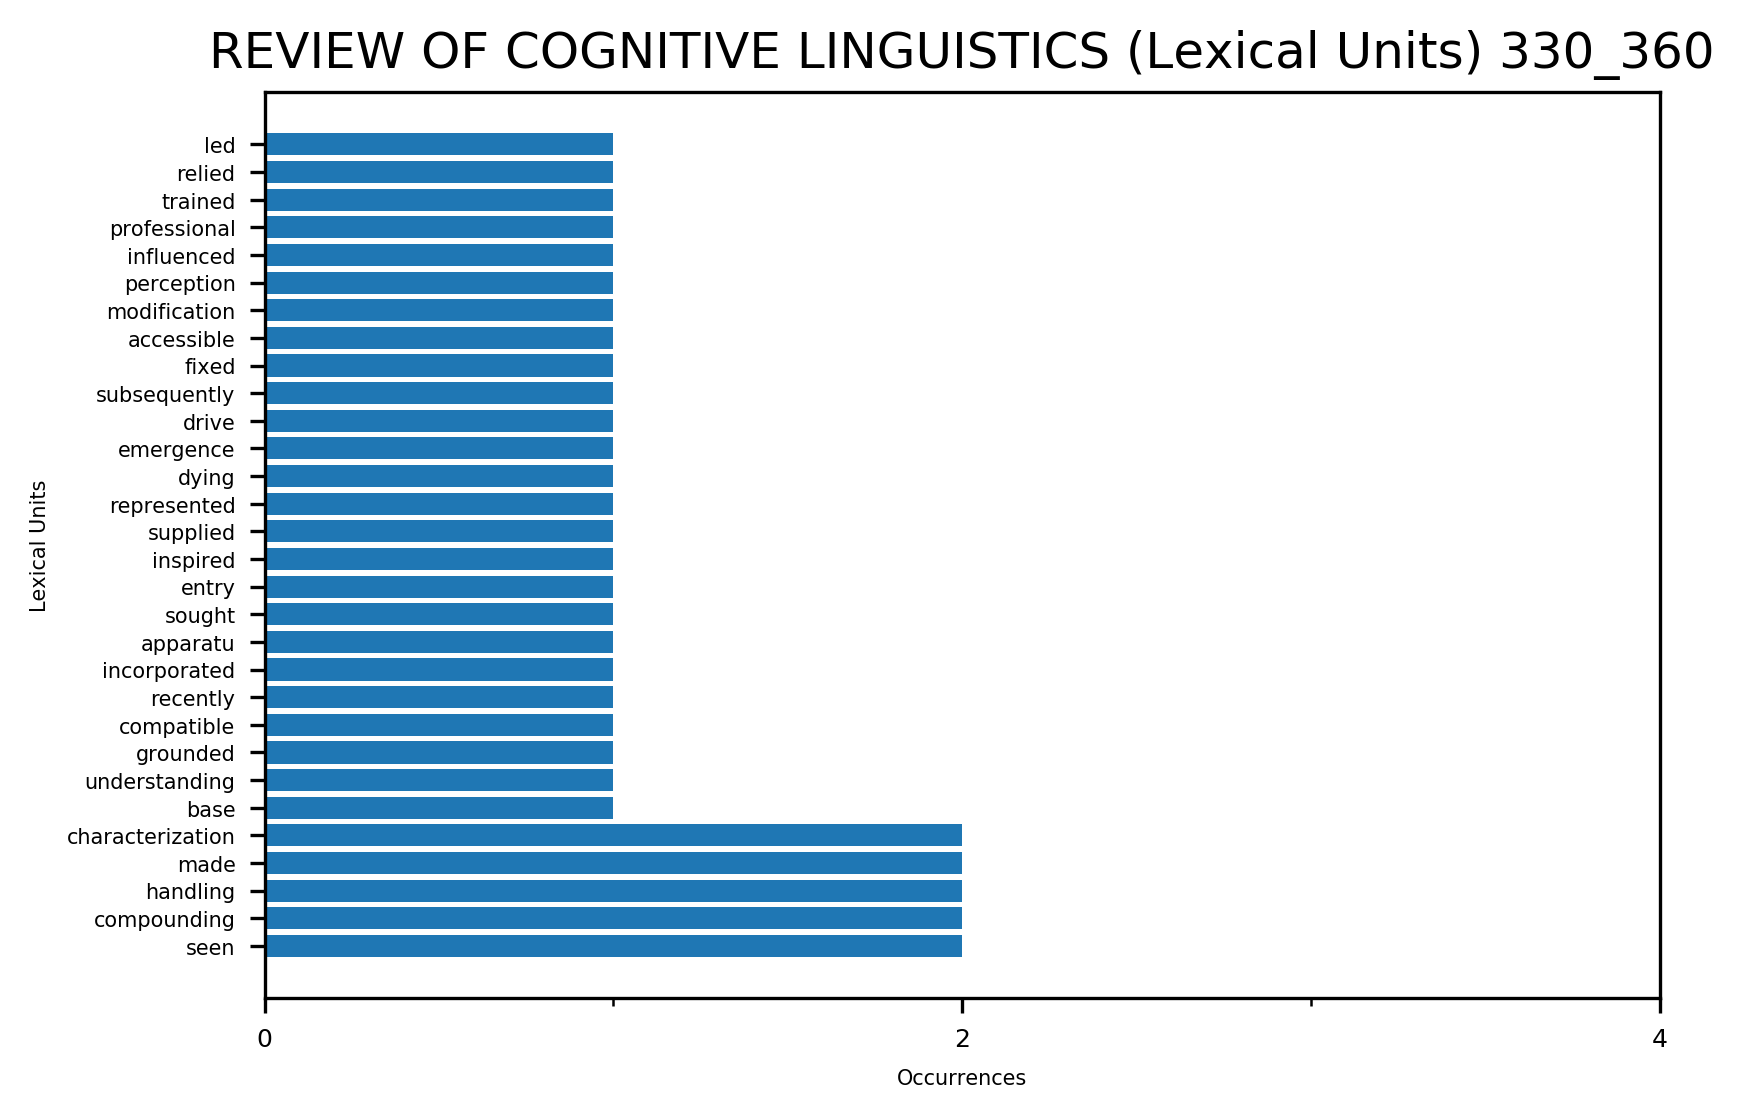 REVIEW OF COGNITIVE LINGUISTICS (Lexical Units) 330_360
led
relied
trained
professional
influenced
perception
modification
accessible
fixed
subsequently
drive
emergence
dying
represented
supplied
inspired
entry
sought
apparatu
incorporated
recently
compatible
grounded
understanding
base
characterization
made
handling
compounding
seen
Lexical Units
0 2 4
Occurrences